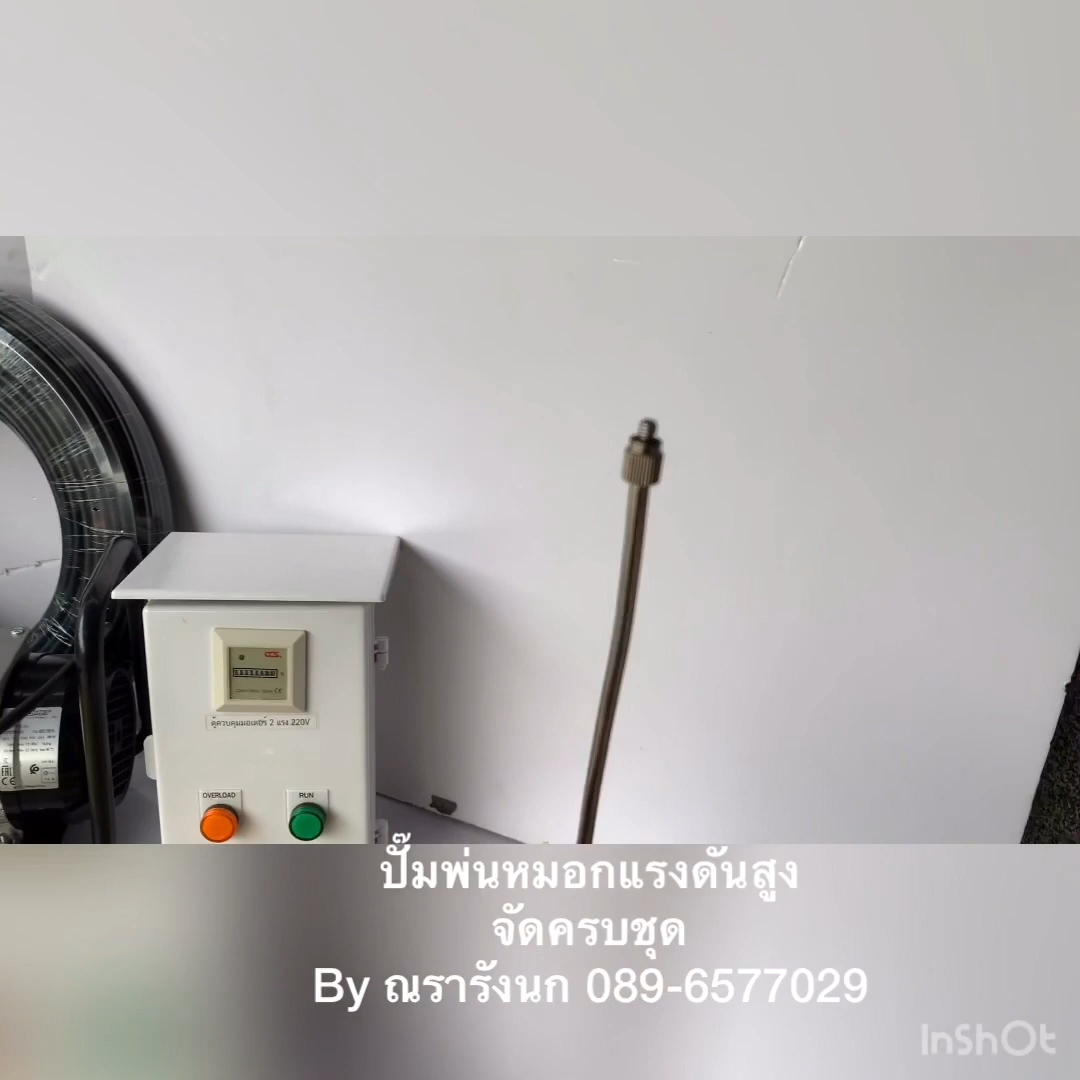 CCS
ตู้ควบคุมมอเตอร์ 2 แรง 220V
OVERLOAD
RUN
ปั๊มพ่นหมอกแรงดันสูง
จัดครบชุด
By ณรารังนก 089-6577029
InShOt